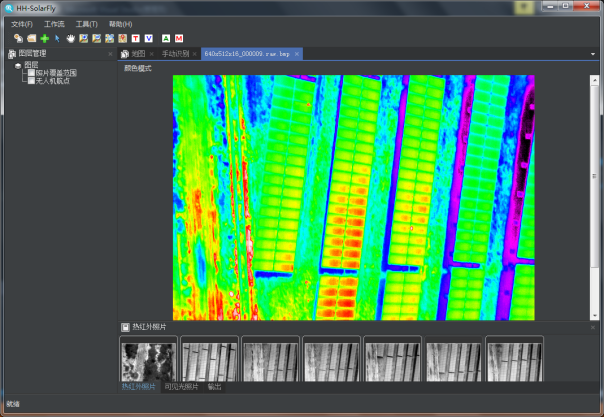 HH-SolarFly
文件(F) 工作流 工具(T) 帮助(H)
T V A M
图层管理
地图 手动识别 640x512x16_000009.raw.bmp
图层
照片覆盖范围
无人机航点
颜色模式
热红外照片
热红外照片 可见光照片 输出
就绪